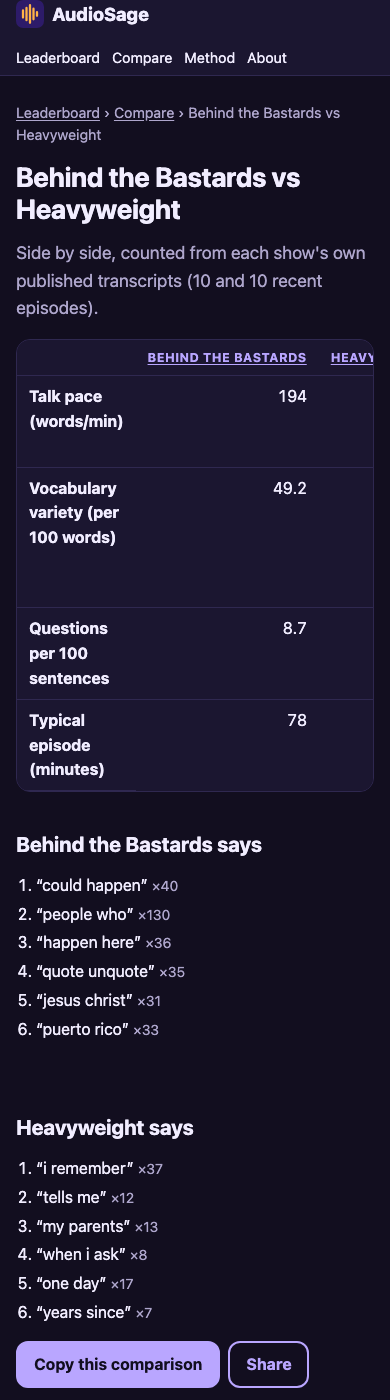 AudioSage
Leaderboard Compare Method About
Leaderboard › Compare › Behind the Bastards vs
Heavyweight
Behind the Bastards vs
Heavyweight
Side by side, counted from each show's own
published transcripts (10 and 10 recent
episodes).
BEHIND THE BASTARDS HEAVY
Talk pace 194
(words/min)
Vocabulary 49.2
variety (per
100 words)
Questions 8.7
per 100
sentences
Typical 78
episode
(minutes)
Behind the Bastards says
1. “could happen” ×40
2. “people who” ×130
3. “happen here” ×36
4. “quote unquote” ×35
5. “jesus christ” ×31
6. “puerto rico” ×33
Heavyweight says
1. “i remember” ×37
2. “tells me” ×12
3. “my parents” ×13
4. “when i ask” ×8
5. “one day” ×17
6. “years since” ×7
Copy this comparison Share